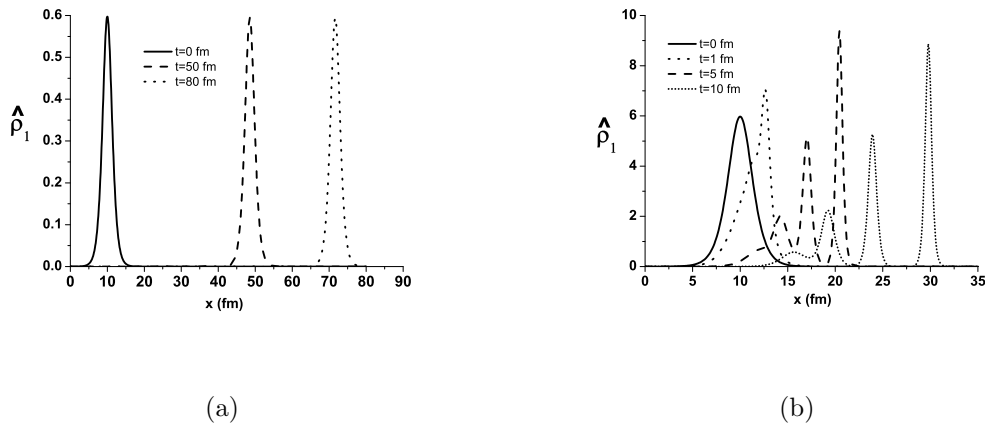 0.6
0.5
0.4
0.3
0.2
0.1
0.0
ρ̂1
t=0 fm
t=50 fm
t=80 fm
0 10 20 30 40 50 60 70 80 90
x (fm)
(a)
10
8
6
4
2
0
ρ̂1
t=0 fm
t=1 fm
t=5 fm
t=10 fm
0 5 10 15 20 25 30 35
x (fm)
(b)